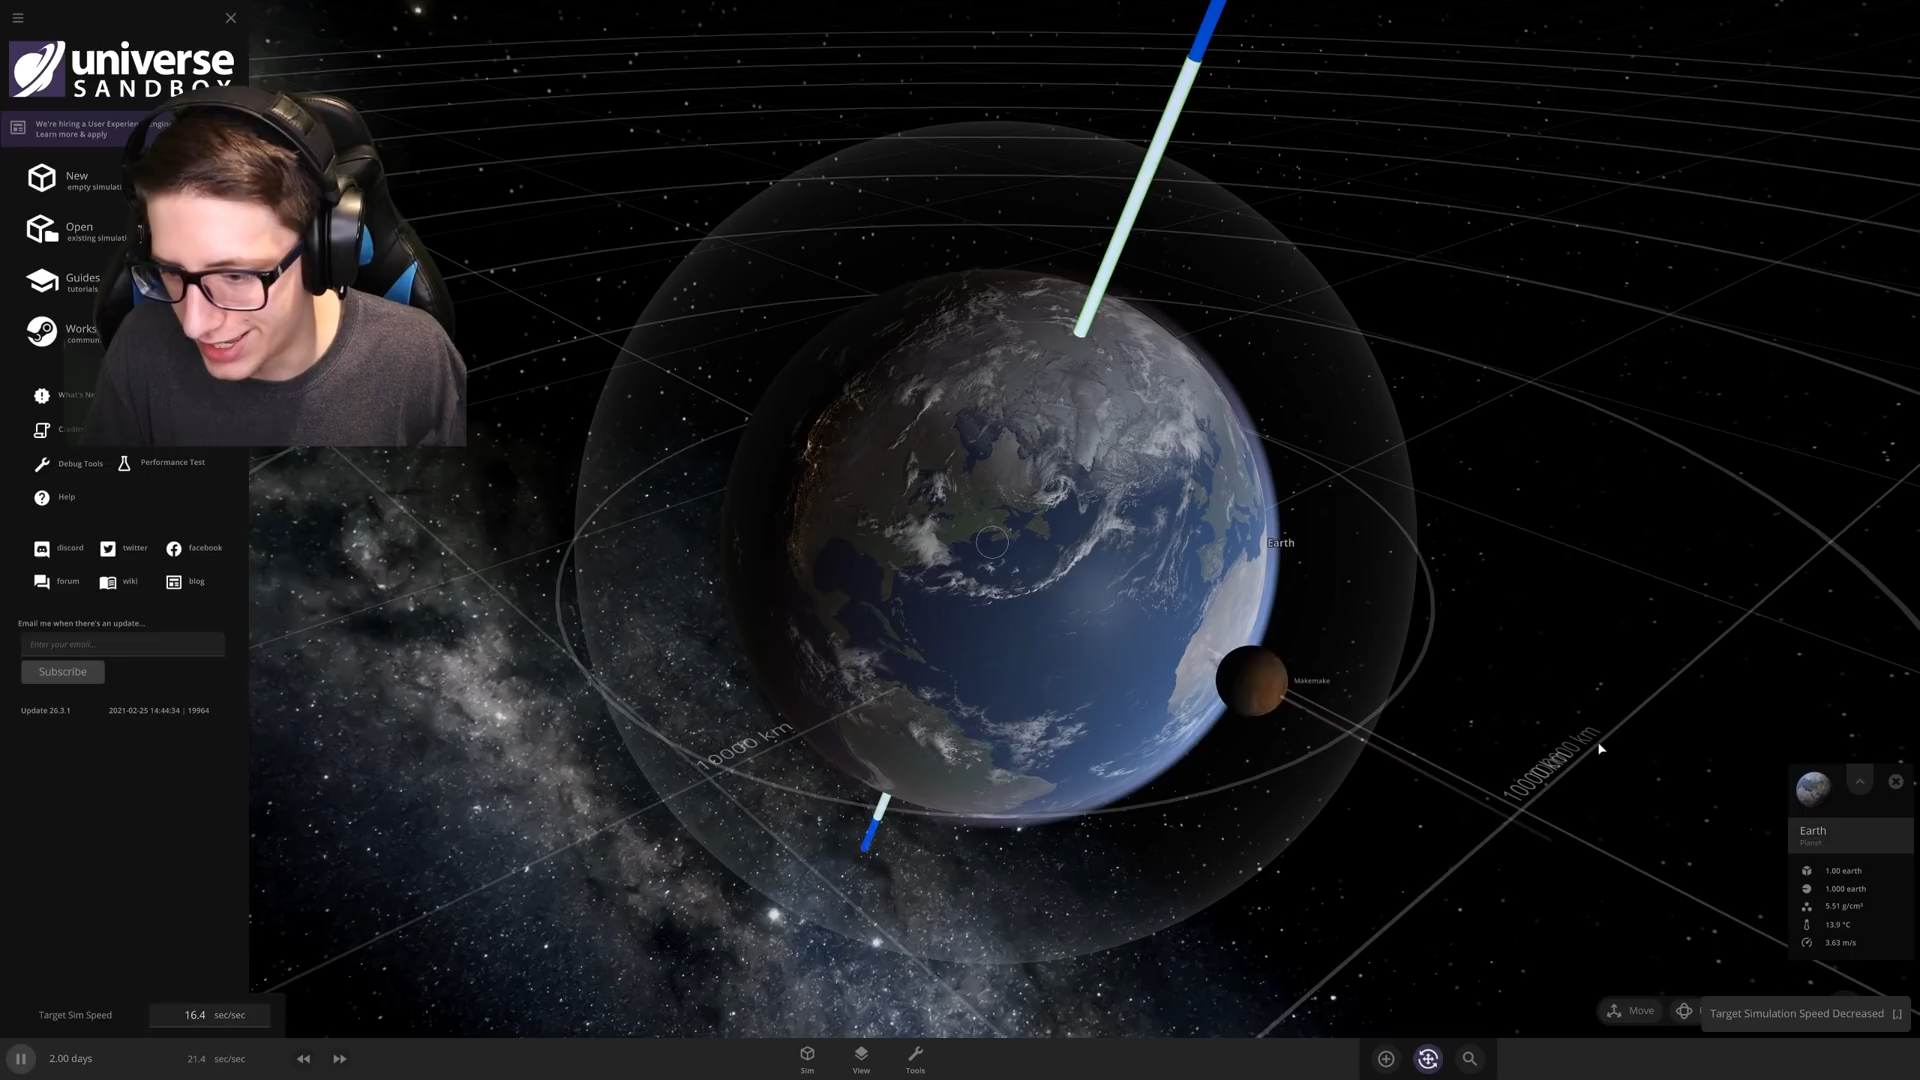 universe
SANDBOX
We're hiring a User Experien
Learn more & apply
New
empty simulati
Open
existing simulati
Guides
tutorials
Works
commun
What's Ne
Debug Tools
Performance Test
Help
discord
twitter
facebook
forum
wiki
blog
Email me when there's an update...
Enter your email...
Subscribe
Update 26.3.1
2021-02-25 14:44:34 | 19964
Earth
Makemake
10000 km
Earth
Planet
1.00 earth
1.000 earth
5.51 g/cm³
13.9 °C
3.63 m/s
Move
Target Simulation Speed Decreased [,]
Target Sim Speed
16.4 sec/sec
2.00 days
21.4 sec/sec
Sim
View
Tools